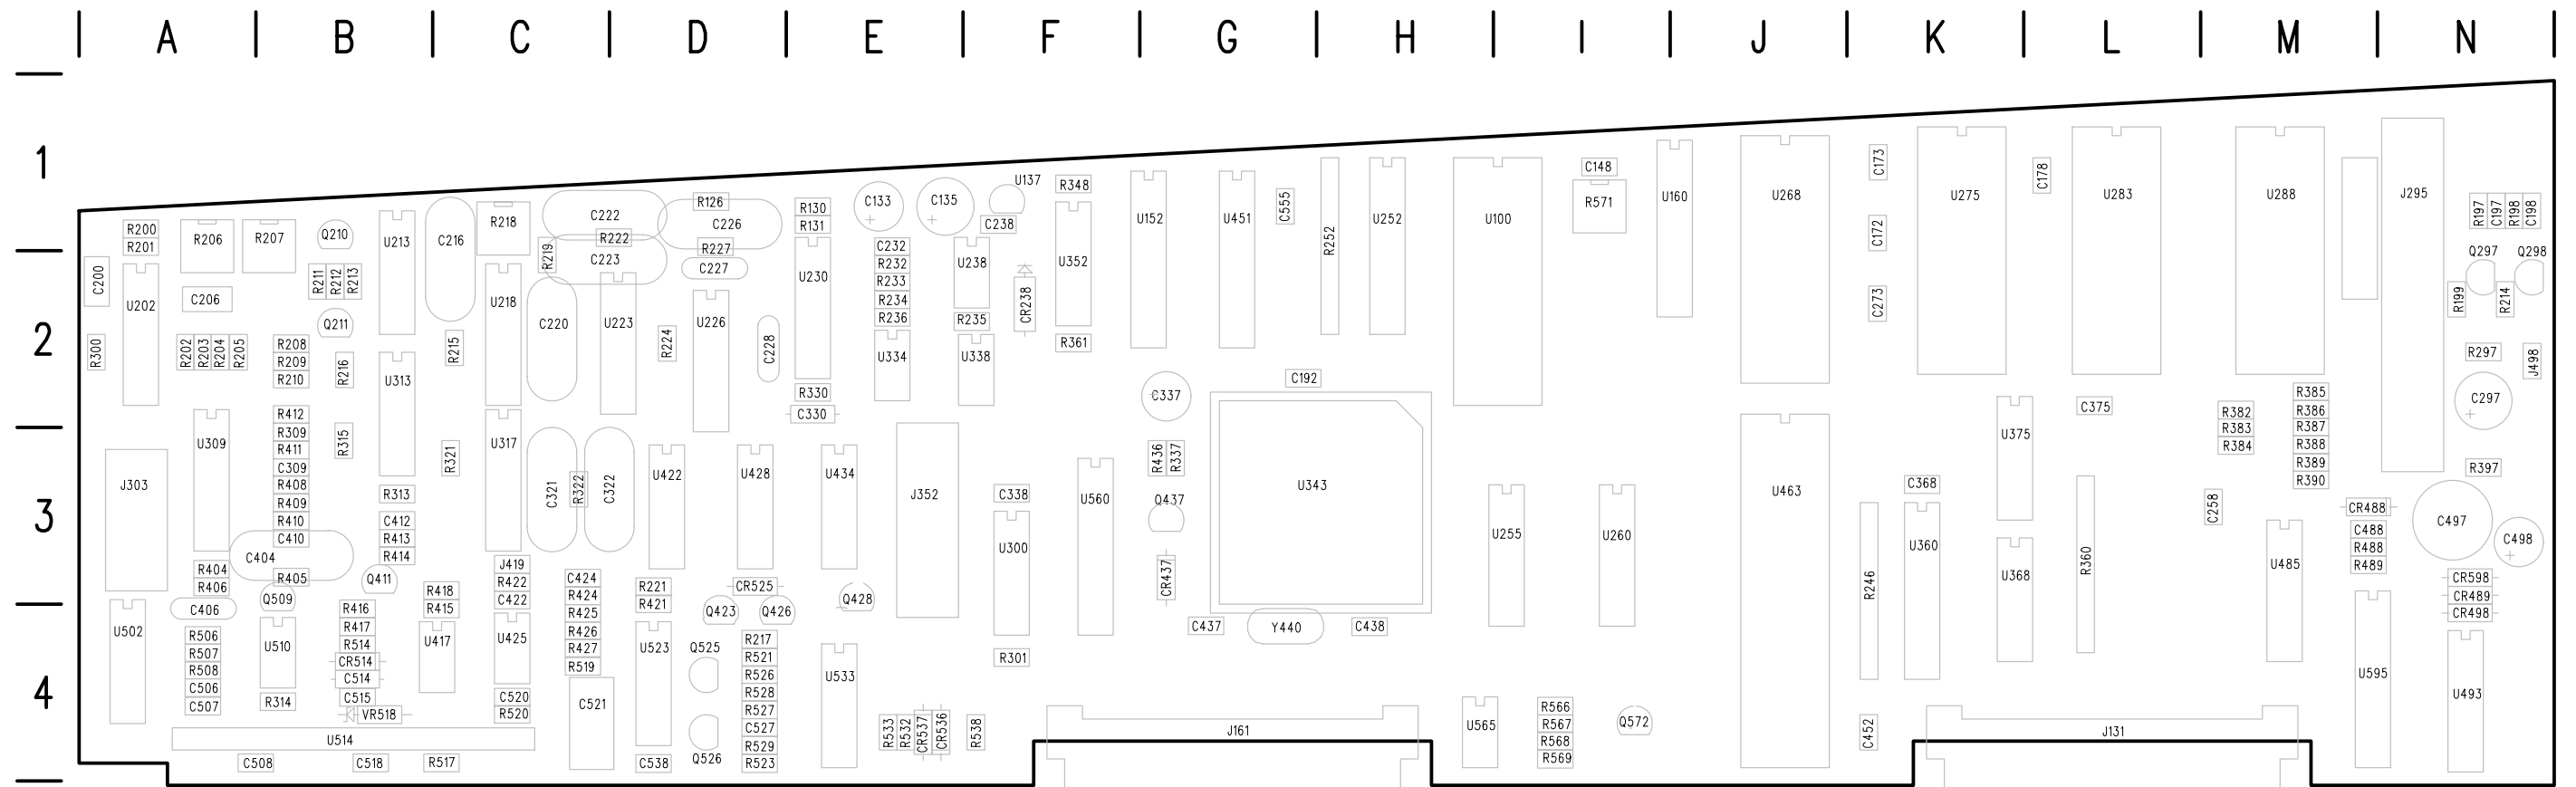 A B C D E F G H I J K L M N
1
2
3
4
R200
R201
R206
R207
Q210
U213
C216
R218
R219
C222
R222
C223
R126
C226
R227
C227
R130
R131
C133
C135
U137
C238
R348
U152
U451
C555
R252
U252
U100
C148
R571
U160
U268
C173
C172
C273
U275
C178
U283
U288
J295
R197
C197
R198
C198
Q297
Q298
R199
R214
R297
J498
C297
C200
U202
C206
R211
R212
R213
Q211
R300
R202
R203
R204
R205
R208
R209
R210
R216
U313
R215
U218
C220
U223
R224
U226
C228
U230
C232
R232
R233
R234
R236
U334
U238
R235
U338
CR238
U352
R361
R330
C330
C337
C192
U343
C375
R382
R383
R384
R385
R386
R387
R388
R389
R390
R397
R412
R309
R411
C309
R408
R409
R410
C410
U309
J303
R315
R321
U317
C321
R322
C322
U422
U428
U434
J352
C338
U300
U560
R436
R337
Q437
CR437
U255
U260
U463
C368
U360
U375
U368
R360
R246
C258
U485
CR488
C488
R488
R489
C497
C498
CR598
CR489
CR498
R313
C412
R413
R414
C404
R404
R406
R405
Q411
Q509
C406
R418
R415
J419
R422
C422
C424
R424
R425
R426
R427
R519
R221
R421
CR525
Q423
Q426
Q428
U502
R506
R507
R508
C506
C507
U510
R314
R416
R417
R514
CR514
C514
C515
VR518
U417
U425
C520
R520
C521
U523
Q525
Q526
R217
R521
R526
R528
R527
C527
R529
R523
U533
R533
R532
CR537
CR536
R538
R301
C437
Y440
C438
J161
U565
R566
R567
R568
R569
Q572
C452
J131
U595
U493
U514
C508
C518
R517
C538